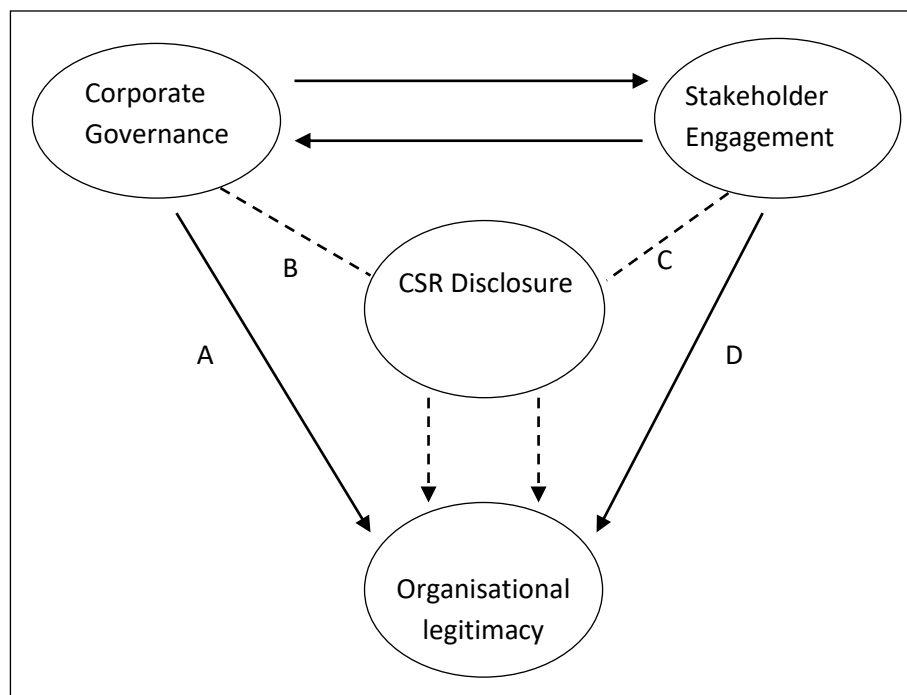 Corporate
Governance
Stakeholder
Engagement
B
C
CSR Disclosure
A
D
Organisational
legitimacy